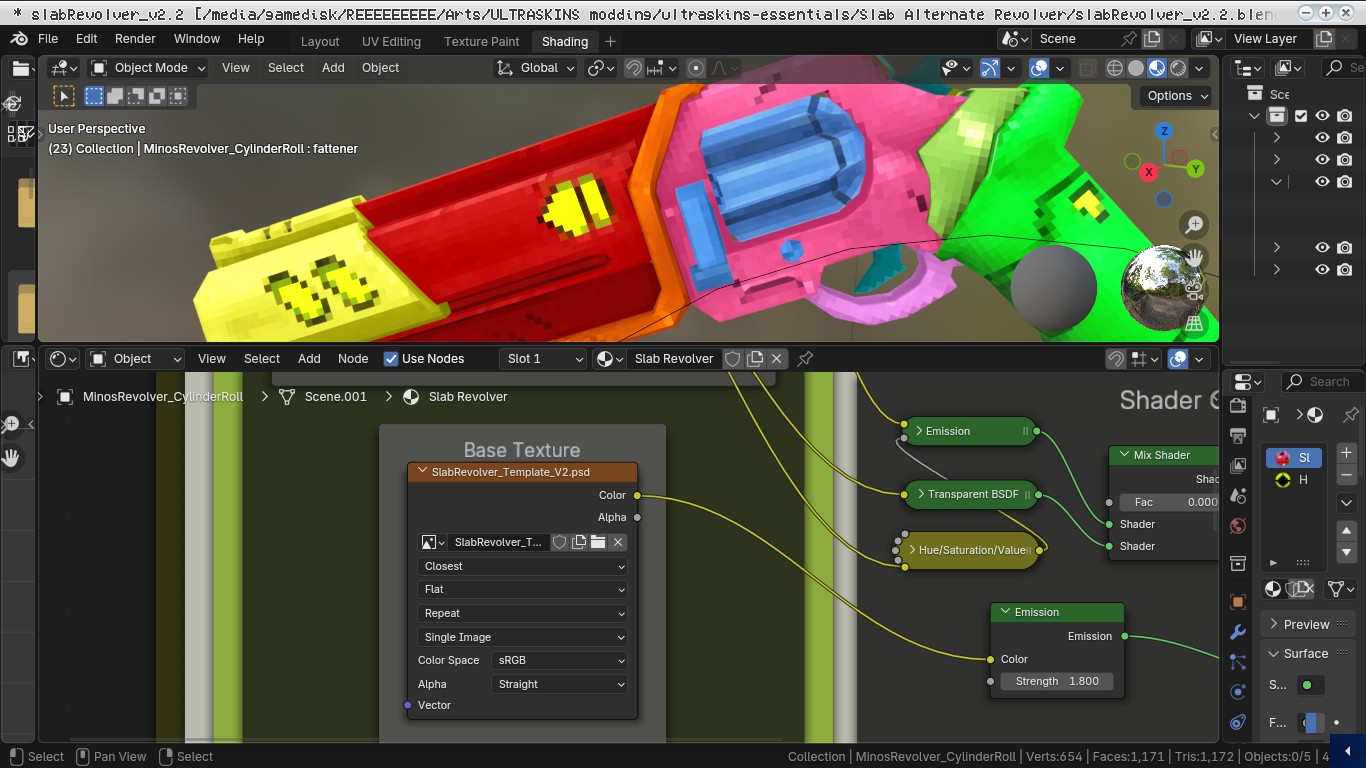 * slabRevolver_v2.2 [/media/gamedisk/REEEEEEEEE/Arts/ULTRASKINS modding/ultraskins-essentials/Slab Alternate Revolver/slabRevolver_v2.2.blen
File Edit Render Window Help Layout UV Editing Texture Paint Shading Scene View Layer
Object Mode View Select Add Object Global
Options
Sce
User Perspective
(23) Collection | MinosRevolver_CylinderRoll : fattener
Z
X Y
Object View Select Add Node Use Nodes Slot 1 Slab Revolver Search
MinosRevolver_CylinderRoll Scene.001 Slab Revolver
Shader
Base Texture
SlabRevolver_Template_V2.psd
Color
Alpha
SlabRevolver_T...
Closest
Flat
Repeat
Single Image
Color Space sRGB
Alpha Straight
Vector
Emission
Transparent BSDF
Hue/Saturation/Value
Mix Shader
Shac
Fac 0.000
Shader
Shader
Emission
Emission
Color
Strength 1.800
Sl
H
Preview
Surface
S...
F...
Select Pan View Select Collection | MinosRevolver_CylinderRoll | Verts:654 | Faces:1,171 | Tris:1,172 | Objects:0/5 | 4